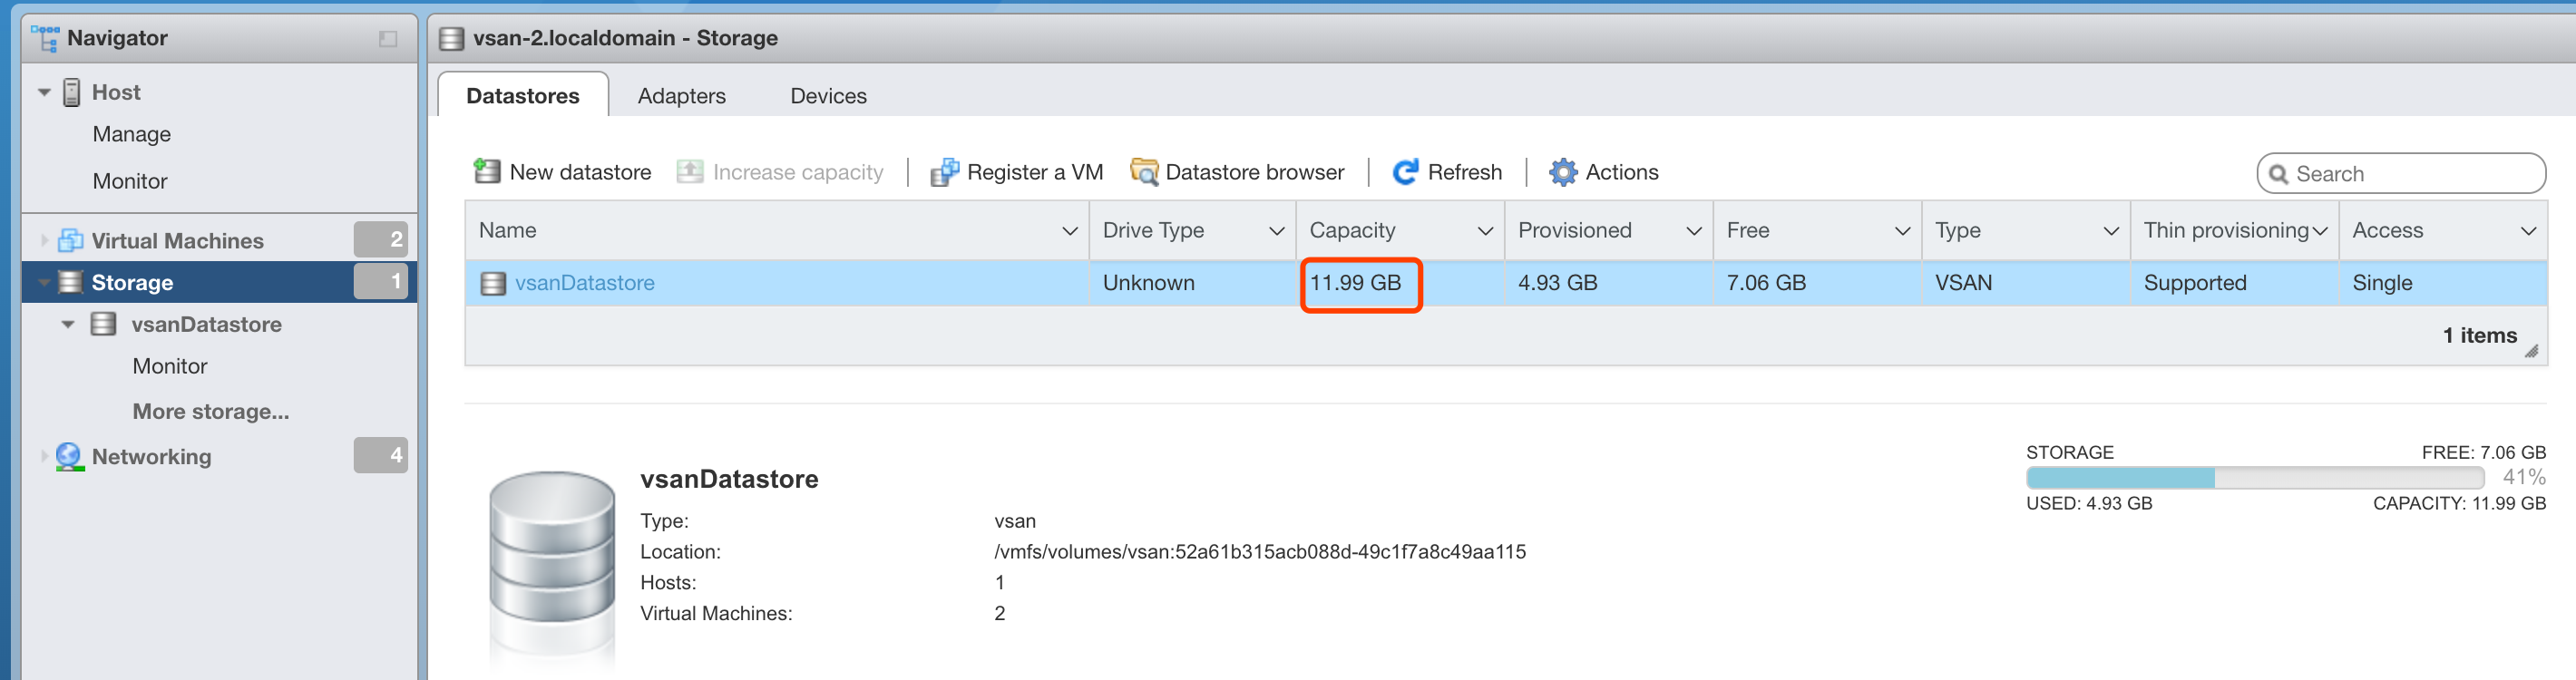 Navigator
Host
Manage
Monitor
Virtual Machines 2
Storage 1
vsanDatastore
Monitor
More storage...
Networking 4
vsan-2.localdomain - Storage
Datastores Adapters Devices
New datastore Increase capacity Register a VM Datastore browser Refresh Actions Search
Name Drive Type Capacity Provisioned Free Type Thin provisioning Access
vsanDatastore Unknown 11.99 GB 4.93 GB 7.06 GB VSAN Supported Single
1 items
vsanDatastore
Type: vsan
Location: /vmfs/volumes/vsan:52a61b315acb088d-49c1f7a8c49aa115
Hosts: 1
Virtual Machines: 2
STORAGE FREE: 7.06 GB
41%
USED: 4.93 GB CAPACITY: 11.99 GB